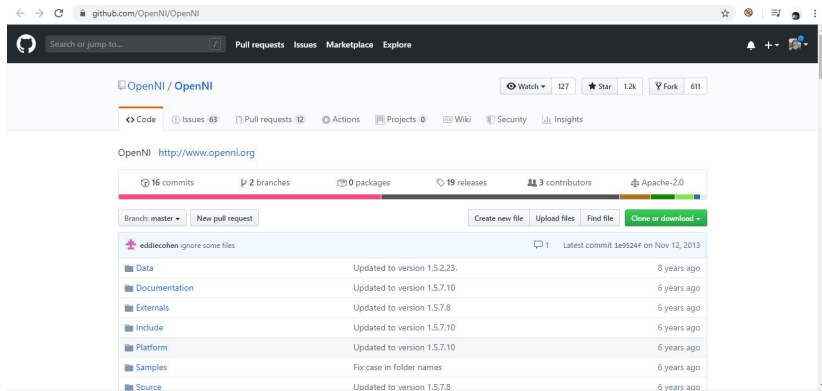 github.com/OpenNI/OpenNI
Search or jump to... / Pull requests Issues Marketplace Explore
OpenNI / OpenNI Watch 127 Star 1.2k Fork 611
Code Issues 63 Pull requests 12 Actions Projects 0 Wiki Security Insights
OpenNI http://www.openni.org
16 commits 2 branches 0 packages 19 releases 3 contributors Apache-2.0
Branch: master New pull request Create new file Upload files Find file Clone or download
eddiecohen ignore some files 1 Latest commit 1e9524f on Nov 12, 2013
Data Updated to version 1.5.2.23. 8 years ago
Documentation Updated to version 1.5.7.10 6 years ago
Externals Updated to version 1.5.7.8 6 years ago
Include Updated to version 1.5.7.10 6 years ago
Platform Updated to version 1.5.7.10 6 years ago
Samples Fix case in folder names 6 years ago
Source Updated to version 1.5.7.8 6 years ago